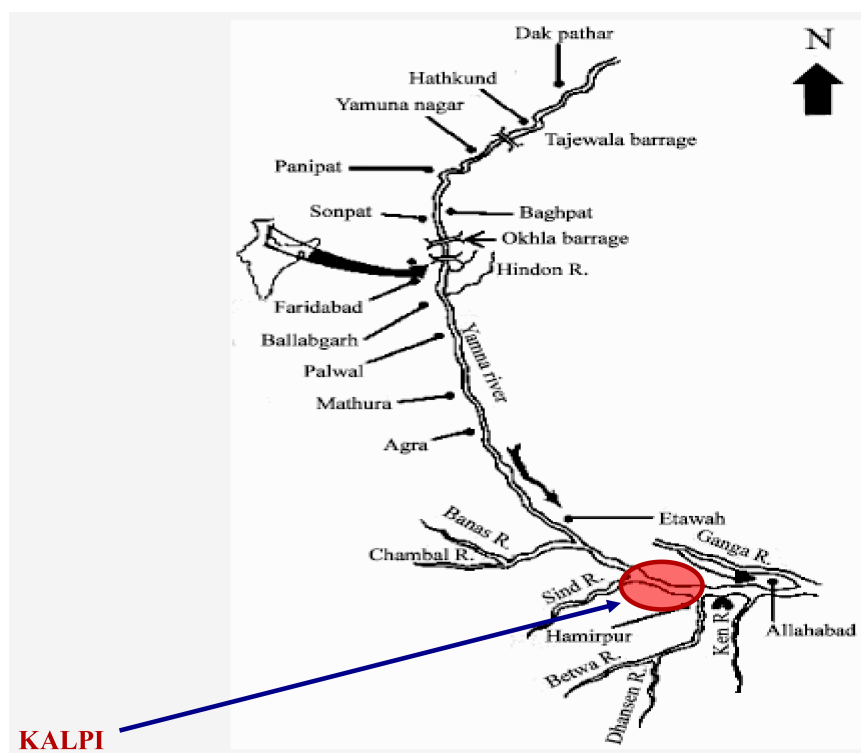 Dak pathar
N
Hathkund
Yamuna nagar
Tajewala barrage
Panipat
Sonpat
Baghpat
Okhla barrage
Hindon R.
Faridabad
Ballabgarh
Yamna river
Palwal
Mathura
Agra
Etawah
Banas R.
Ganga R.
Chambal R.
Sind R.
Hamirpur
Allahabad
Ken R.
Betwa R.
Dhansen R.
KALPI